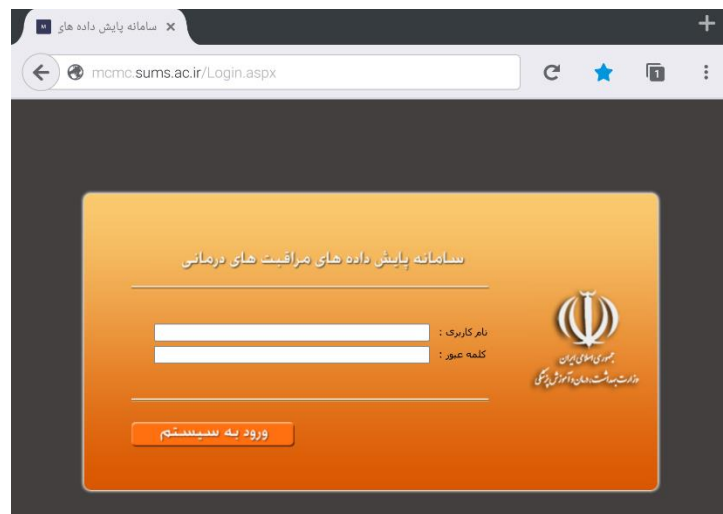 سامانه پایش داده های
mcmc.sums.ac.ir/Login.aspx
1
سامانه پایش داده های مراقبت های درمانی
نام کاربری :
کلمه عبور :
جمهوری اسلامی ایران
وزارت بهداشت، درمان و آموزش پزشکی
ورود به سیستم